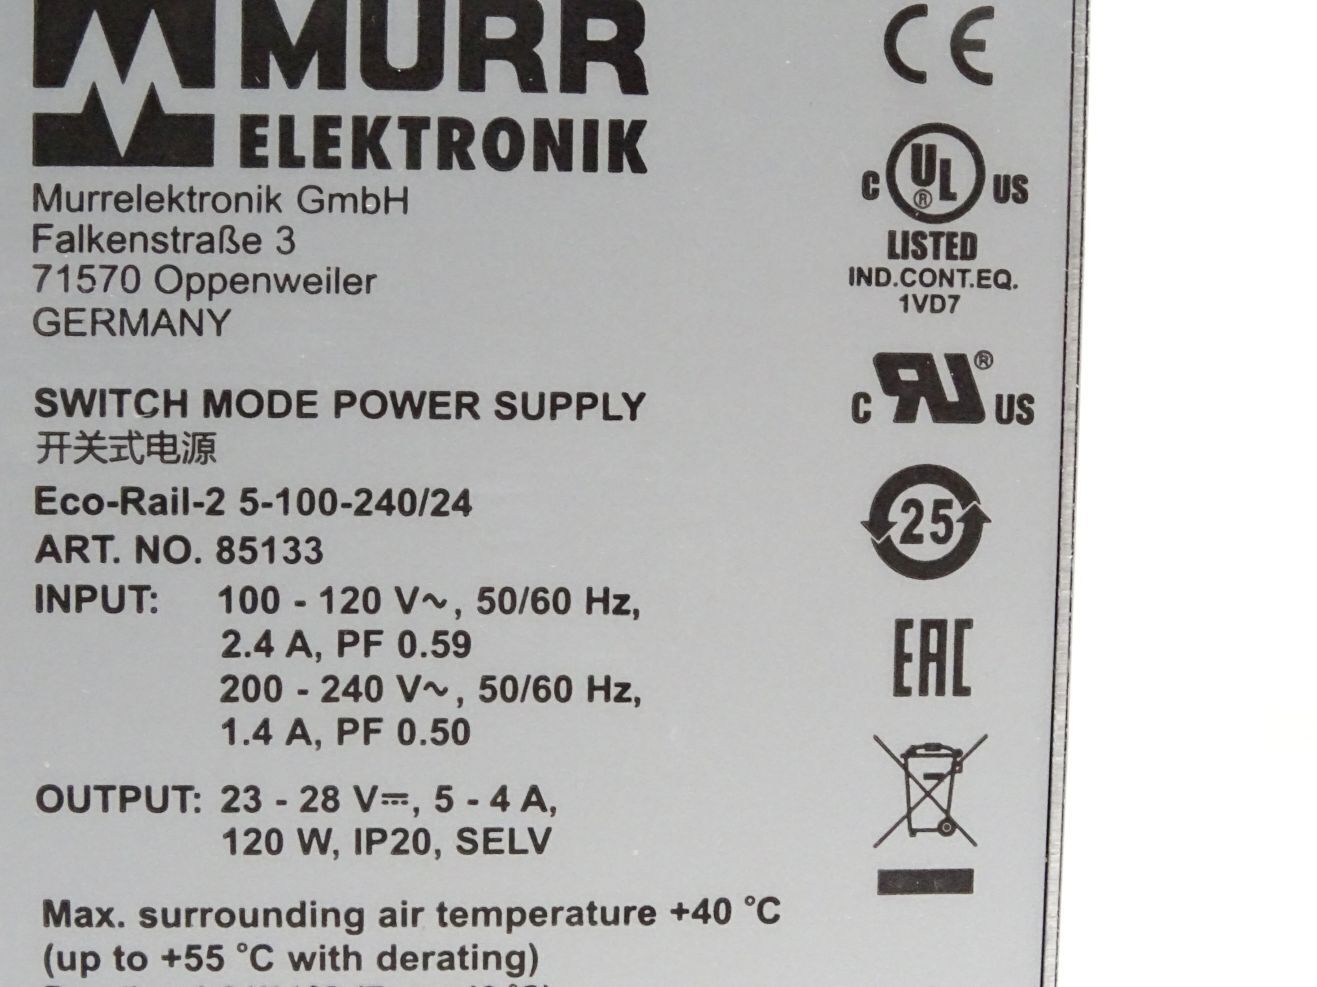 MURR
ELEKTRONIK
Murrelektronik GmbH
Falkenstraße 3
71570 Oppenweiler
GERMANY
SWITCH MODE POWER SUPPLY
开关式电源
Eco-Rail-2 5-100-240/24
ART. NO. 85133
INPUT: 100 - 120 V~, 50/60 Hz,
2.4 A, PF 0.59
200 - 240 V~, 50/60 Hz,
1.4 A, PF 0.50
OUTPUT: 23 - 28 V⎓, 5 - 4 A,
120 W, IP20, SELV
Max. surrounding air temperature +40 °C
(up to +55 °C with derating)
CE
C UL® US
LISTED
IND.CONT.EQ.
1VD7
C RU® US
25
EAC